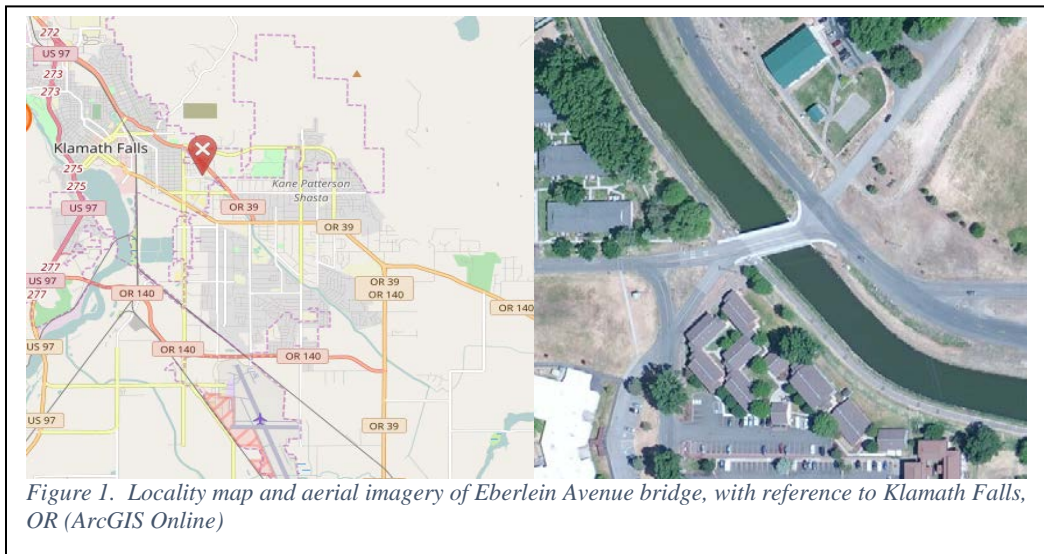 272
US 97
273
273
Klamath Falls
275
275
US 97
Kane Patterson
Shasta
OR 39
OR 39
277
US 97
277
OR 140
OR 39
OR 140
OR 140
US 97
OR 140
OR 140
OR 39
US 97
Figure 1. Locality map and aerial imagery of Eberlein Avenue bridge, with reference to Klamath Falls,
OR (ArcGIS Online)